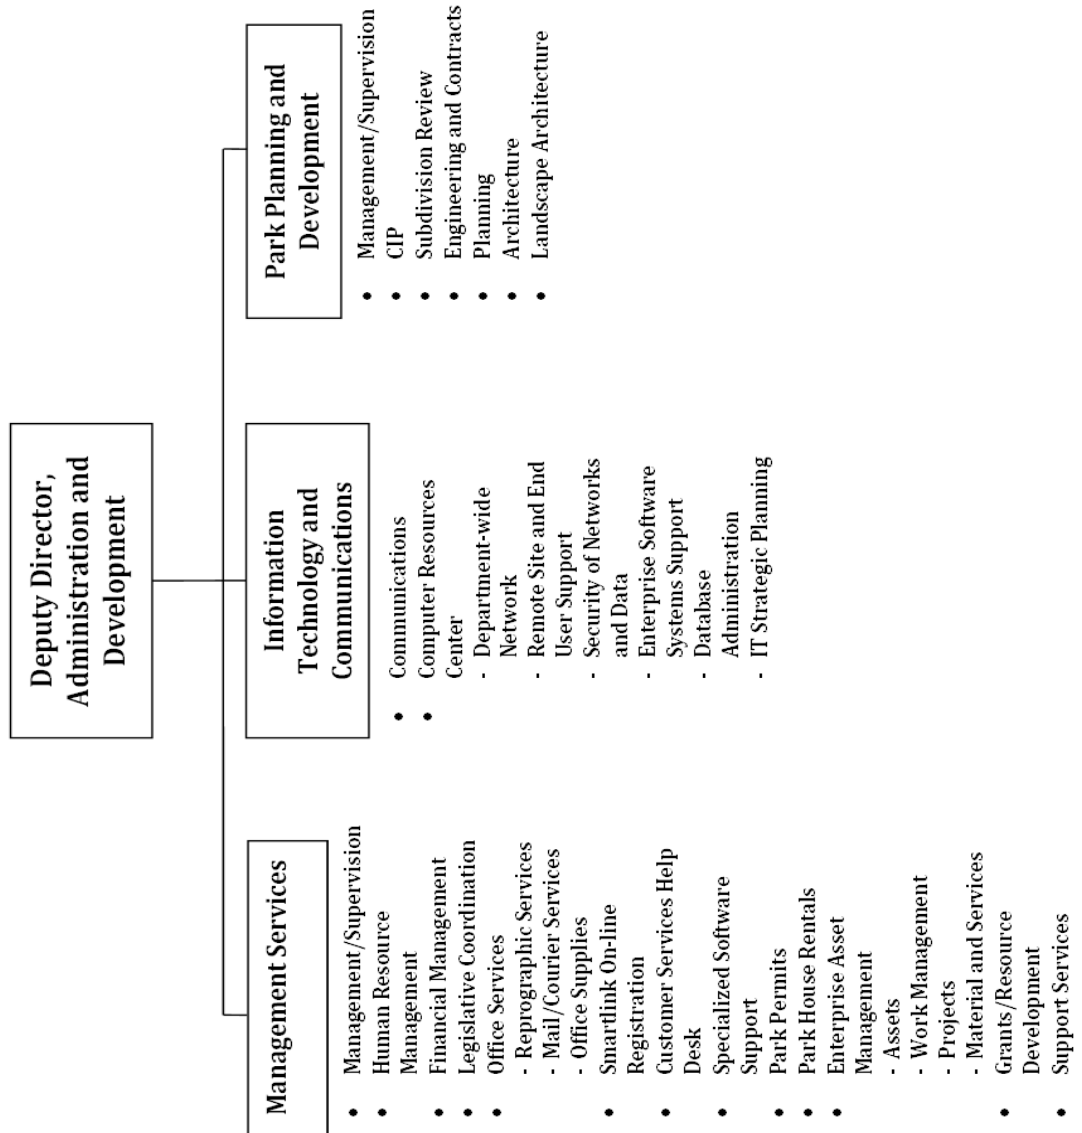 Deputy Director,
Administration and
Development
Management Services
• Management/Supervision
• Human Resource
Management
• Financial Management
• Legislative Coordination
• Office Services
- Reprographic Services
- Mail/Courier Services
- Office Supplies
• Smartlink On-line
Registration
• Customer Services Help
Desk
• Specialized Software
Support
• Park Permits
• Park House Rentals
• Enterprise Asset
Management
- Assets
- Work Management
- Projects
- Material and Services
• Grants/Resource
Development
• Support Services
Information
Technology and
Communications
• Communications
• Computer Resources
Center
- Department-wide
Network
- Remote Site and End
User Support
- Security of Networks
and Data
- Enterprise Software
Systems Support
- Database
Administration
- IT Strategic Planning
Park Planning and
Development
• Management/Supervision
• CIP
• Subdivision Review
• Engineering and Contracts
• Planning
• Architecture
• Landscape Architecture